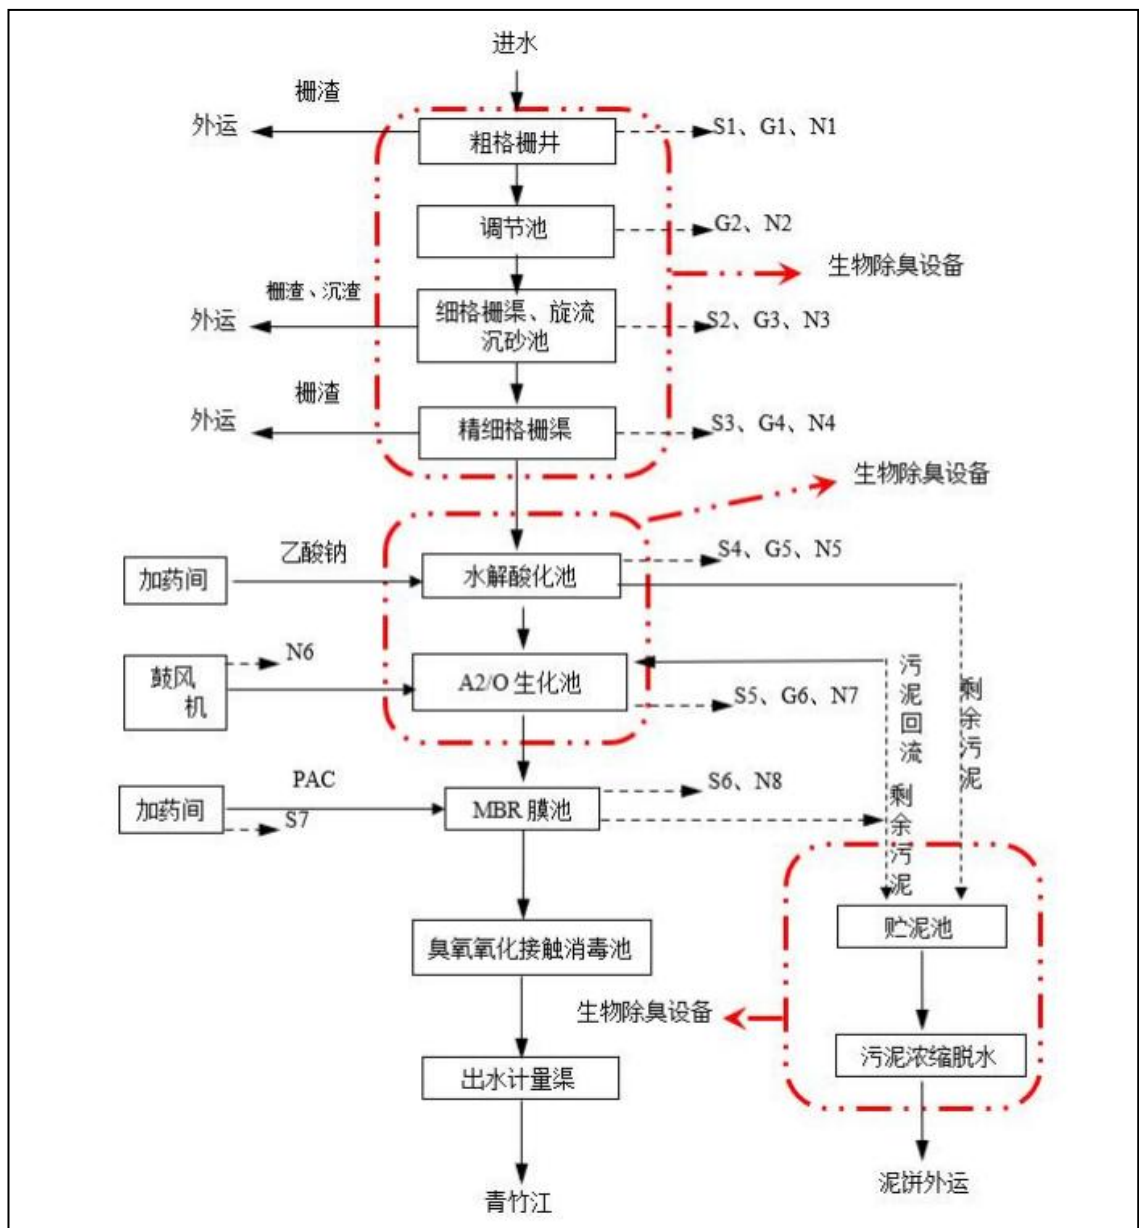 进水
栅渣
外运
粗格栅井
S1、G1、N1
调节池
G2、N2
生物除臭设备
栅渣、沉渣
外运
细格栅渠、旋流
沉砂池
S2、G3、N3
栅渣
外运
精细格栅渠
S3、G4、N4
生物除臭设备
加药间
乙酸钠
水解酸化池
S4、G5、N5
鼓风
机
N6
A2/O 生化池
S5、G6、N7
污泥回流
剩余污泥
加药间
PAC
S7
MBR 膜池
S6、N8
剩余污泥
臭氧氧化接触消毒池
贮泥池
生物除臭设备
出水计量渠
污泥浓缩脱水
青竹江
泥饼外运